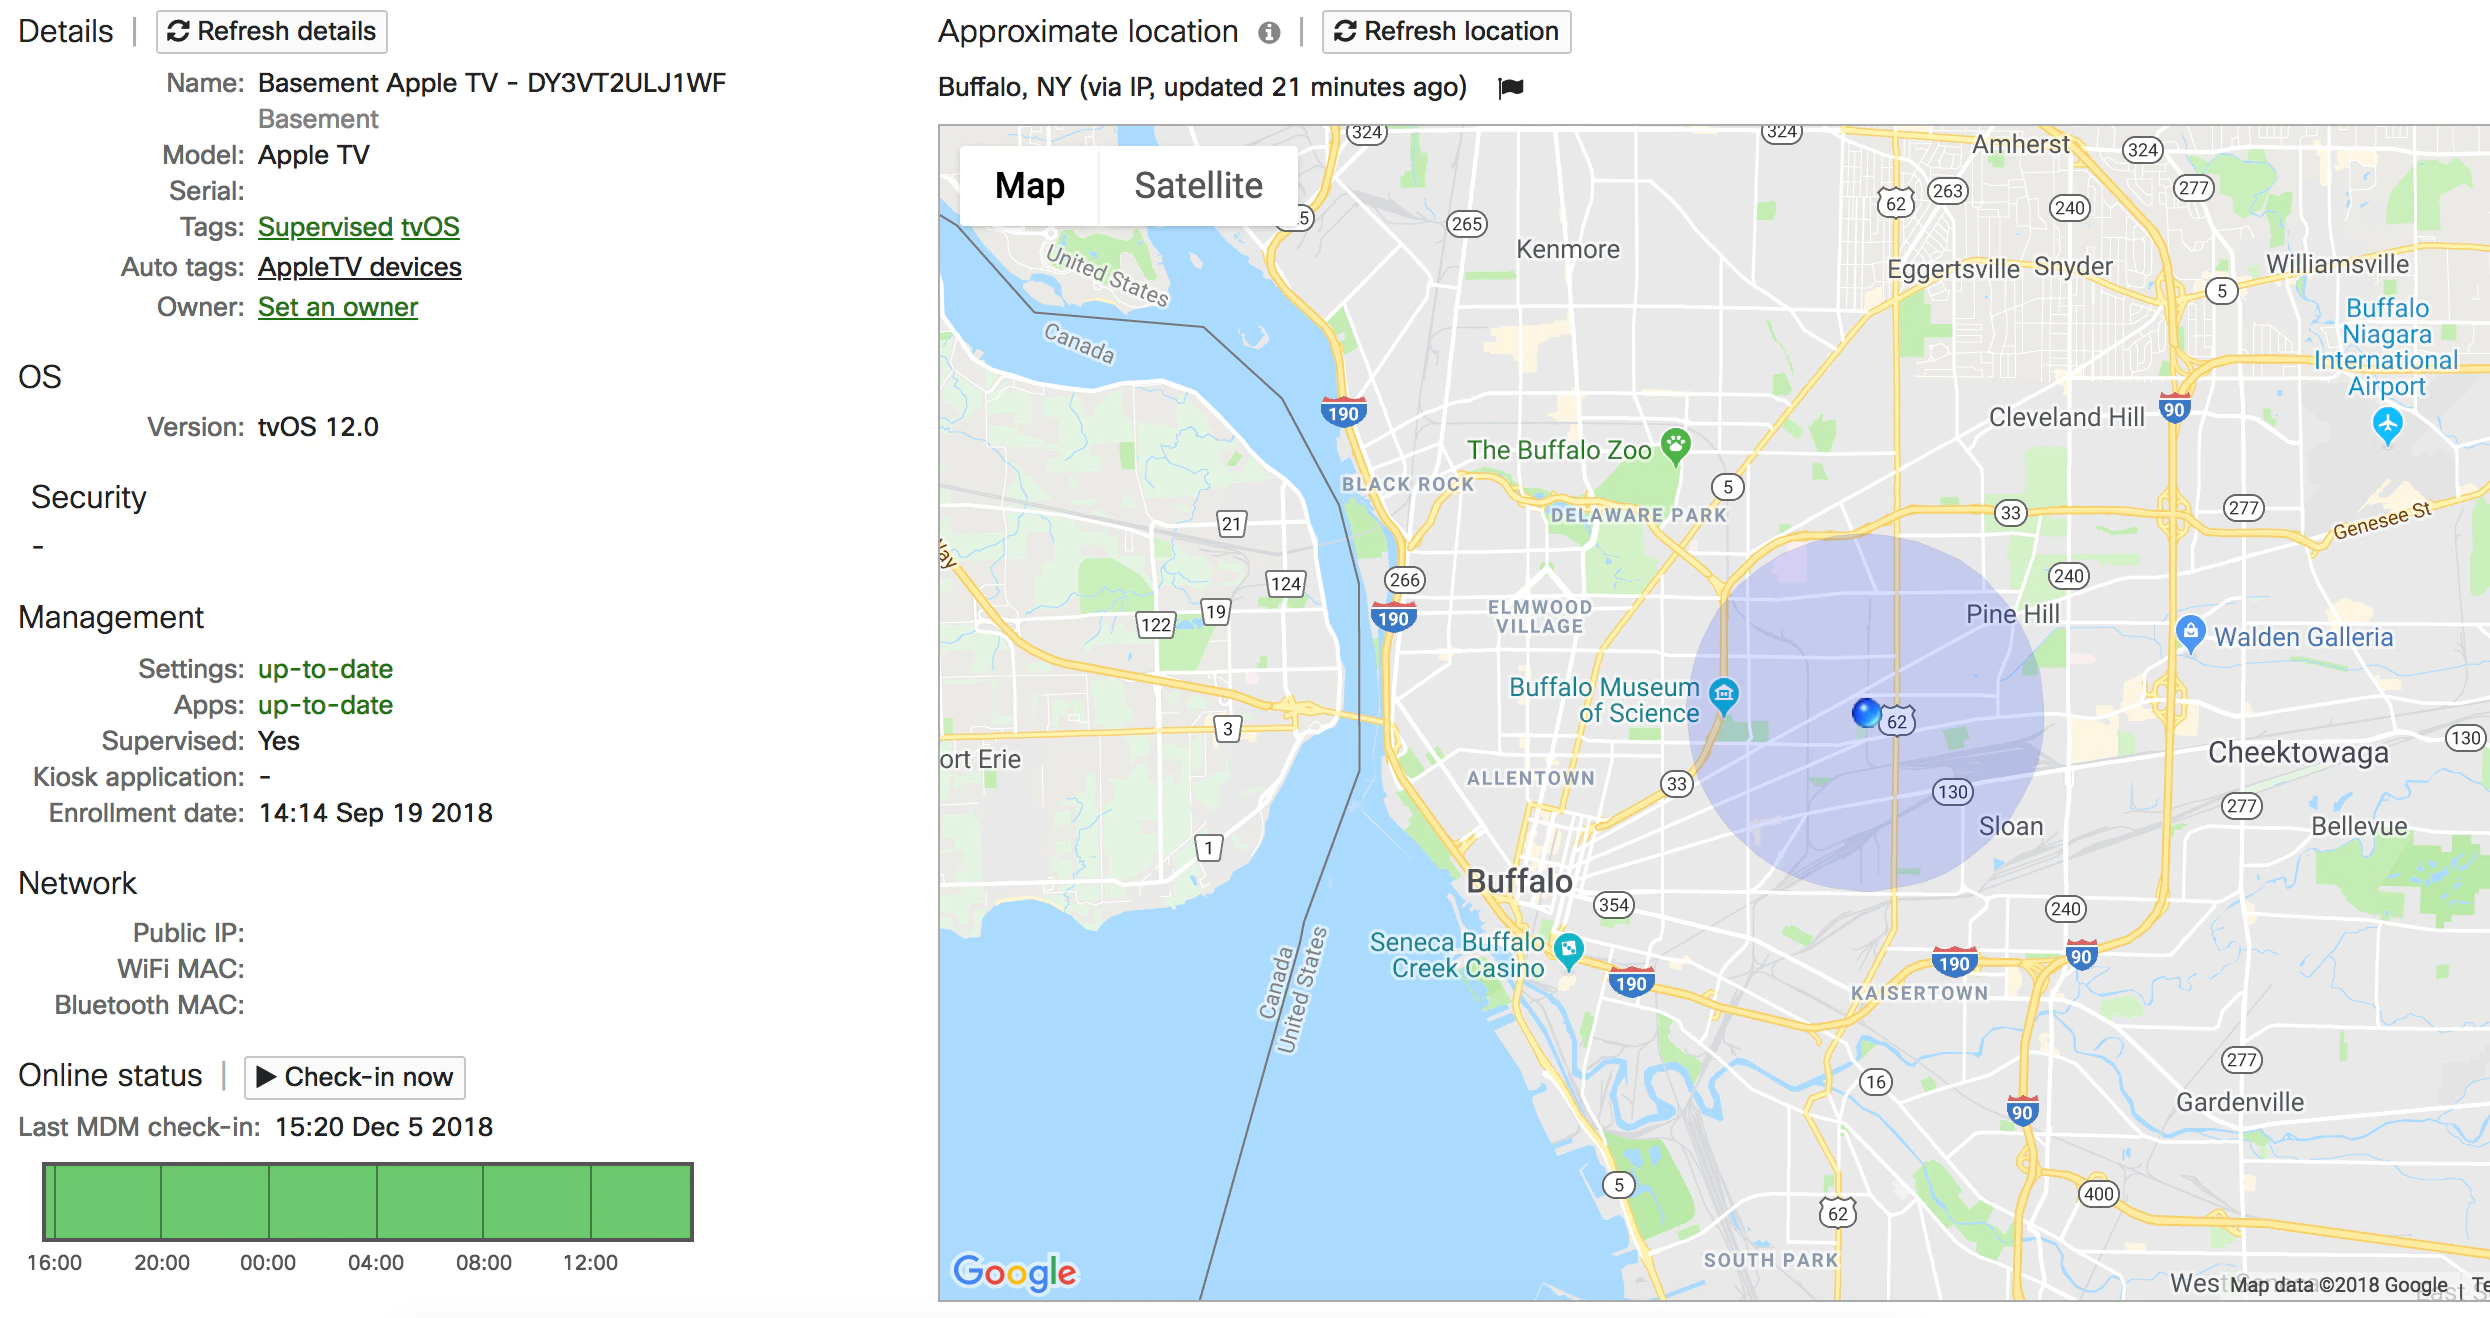 Details | Refresh details
Name: Basement Apple TV - DY3VT2ULJ1WF
Basement
Model: Apple TV
Serial:
Tags: Supervised tvOS
Auto tags: AppleTV devices
Owner: Set an owner
OS
Version: tvOS 12.0
Security
-
Management
Settings: up-to-date
Apps: up-to-date
Supervised: Yes
Kiosk application: -
Enrollment date: 14:14 Sep 19 2018
Network
Public IP:
WiFi MAC:
Bluetooth MAC:
Online status | Check-in now
Last MDM check-in: 15:20 Dec 5 2018
16:00 20:00 00:00 04:00 08:00 12:00
Approximate location | Refresh location
Buffalo, NY (via IP, updated 21 minutes ago)
Map Satellite
324
324
Amherst
324
277
62
263
240
265
Kenmore
Eggertsville
Snyder
Williamsville
5
United States
Canada
Buffalo
Niagara
International
Airport
190
90
Cleveland Hill
The Buffalo Zoo
BLACK ROCK
5
DELAWARE PARK
33
277
Genesee St
21
124
19
122
266
190
ELMWOOD
VILLAGE
240
Pine Hill
Walden Galleria
Buffalo Museum
of Science
62
3
ort Erie
ALLENTOWN
33
130
Cheektowaga
130
277
Sloan
Bellevue
1
Buffalo
354
240
Seneca Buffalo
Creek Casino
190
190
90
KAISERTOWN
Canada
United States
16
277
Gardenville
90
5
62
400
SOUTH PARK
Google
West
Map data ©2018 Google